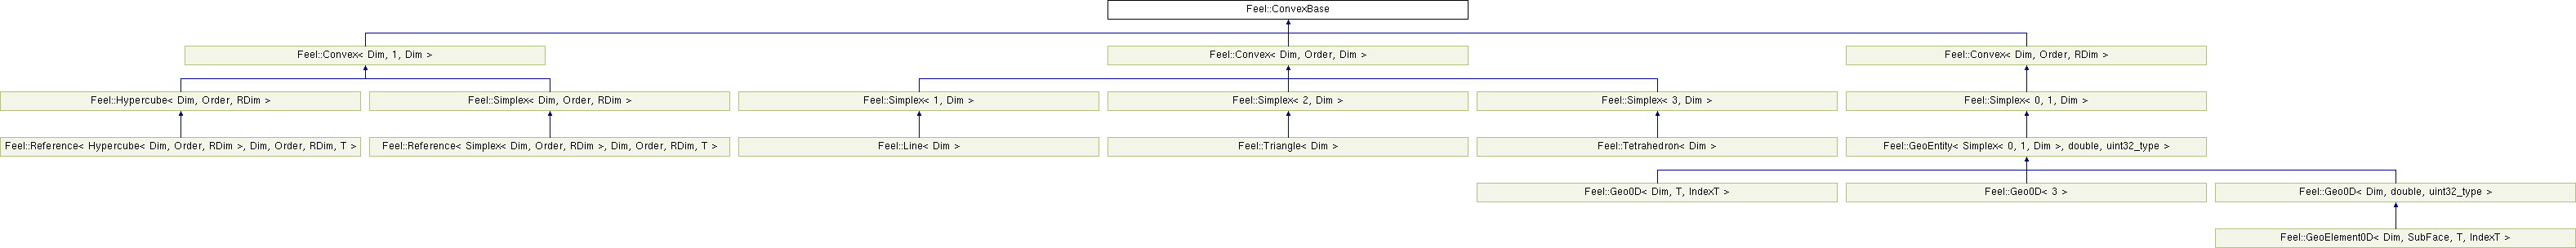 Feel::ConvexBase
Feel::Convex< Dim, 1, Dim >
Feel::Convex< Dim, Order, Dim >
Feel::Convex< Dim, Order, RDim >
Feel::Hypercube< Dim, Order, RDim >
Feel::Simplex< Dim, Order, RDim >
Feel::Simplex< 1, Dim >
Feel::Simplex< 2, Dim >
Feel::Simplex< 3, Dim >
Feel::Simplex< 0, 1, Dim >
Feel::Reference< Hypercube< Dim, Order, RDim >, Dim, Order, RDim, T >
Feel::Reference< Simplex< Dim, Order, RDim >, Dim, Order, RDim, T >
Feel::Line< Dim >
Feel::Triangle< Dim >
Feel::Tetrahedron< Dim >
Feel::GeoEntity< Simplex< 0, 1, Dim >, double, uint32_type >
Feel::Geo0D< Dim, T, IndexT >
Feel::Geo0D< 3 >
Feel::Geo0D< Dim, double, uint32_type >
Feel::GeoElement0D< Dim, SubFace, T, IndexT >